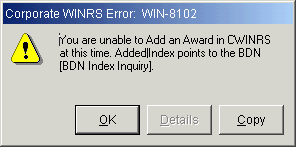 Corporate WINRS Error: WIN-8102
You are unable to Add an Award in CWINRS
at this time. Added|Index points to the BDN
[BDN Index Inquiry].
OK
Details
Copy